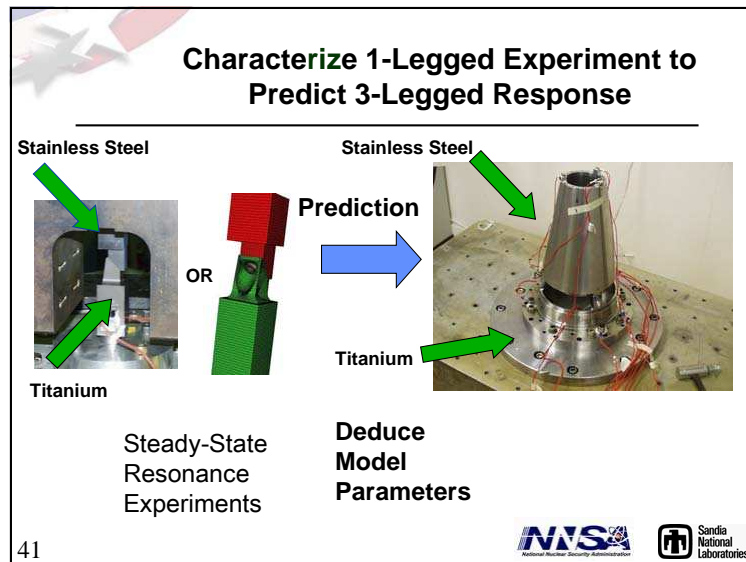 Characterize 1-Legged Experiment to
Predict 3-Legged Response
Stainless Steel
Stainless Steel
Prediction
OR
Titanium
Titanium
Steady-State
Resonance
Experiments
Deduce
Model
Parameters
41
NNSA
National Nuclear Security Administration
Sandia
National
Laboratories